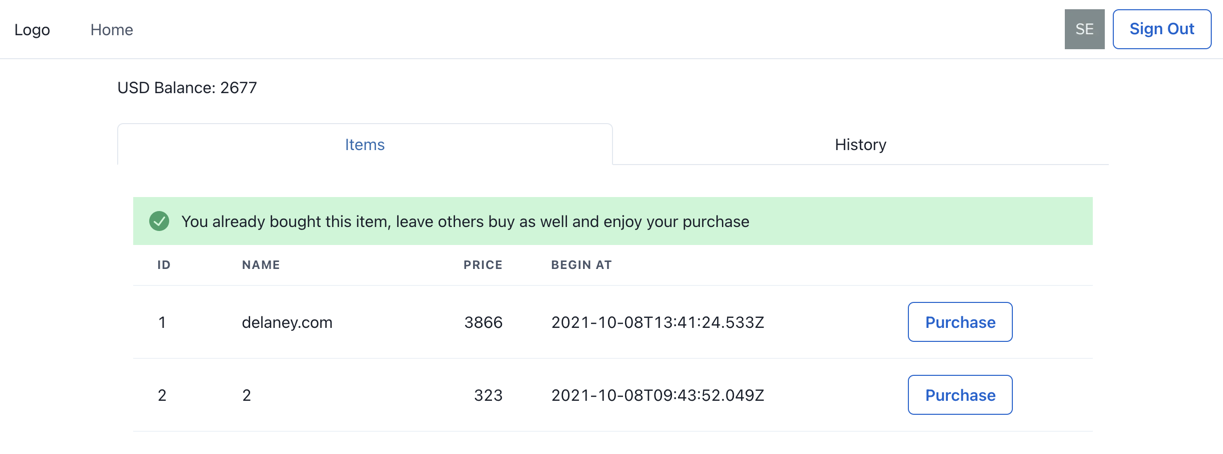 Logo Home SE Sign Out
USD Balance: 2677
Items History
You already bought this item, leave others buy as well and enjoy your purchase
ID NAME PRICE BEGIN AT
1 delaney.com 3866 2021-10-08T13:41:24.533Z Purchase
2 2 323 2021-10-08T09:43:52.049Z Purchase